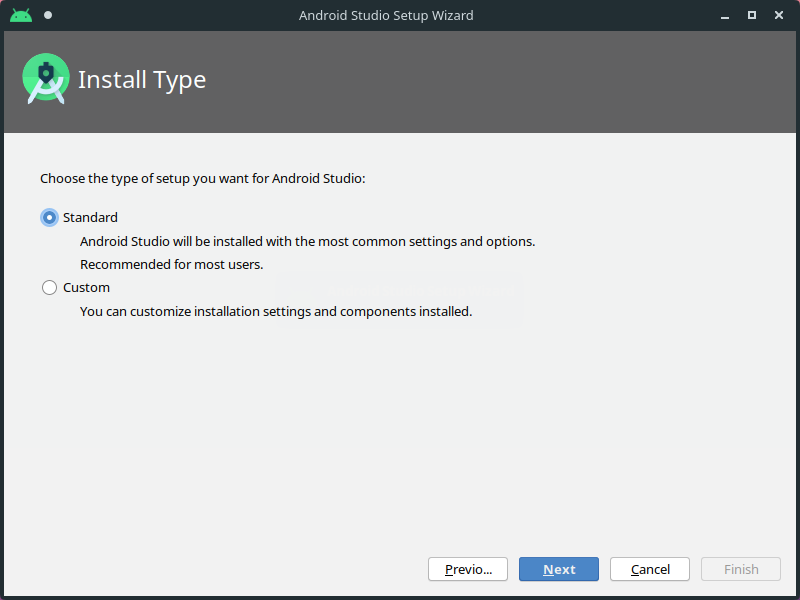 Android Studio Setup Wizard
Install Type
Choose the type of setup you want for Android Studio:
Standard
Android Studio will be installed with the most common settings and options.
Recommended for most users.
Custom
You can customize installation settings and components installed.
Previo... Next Cancel Finish